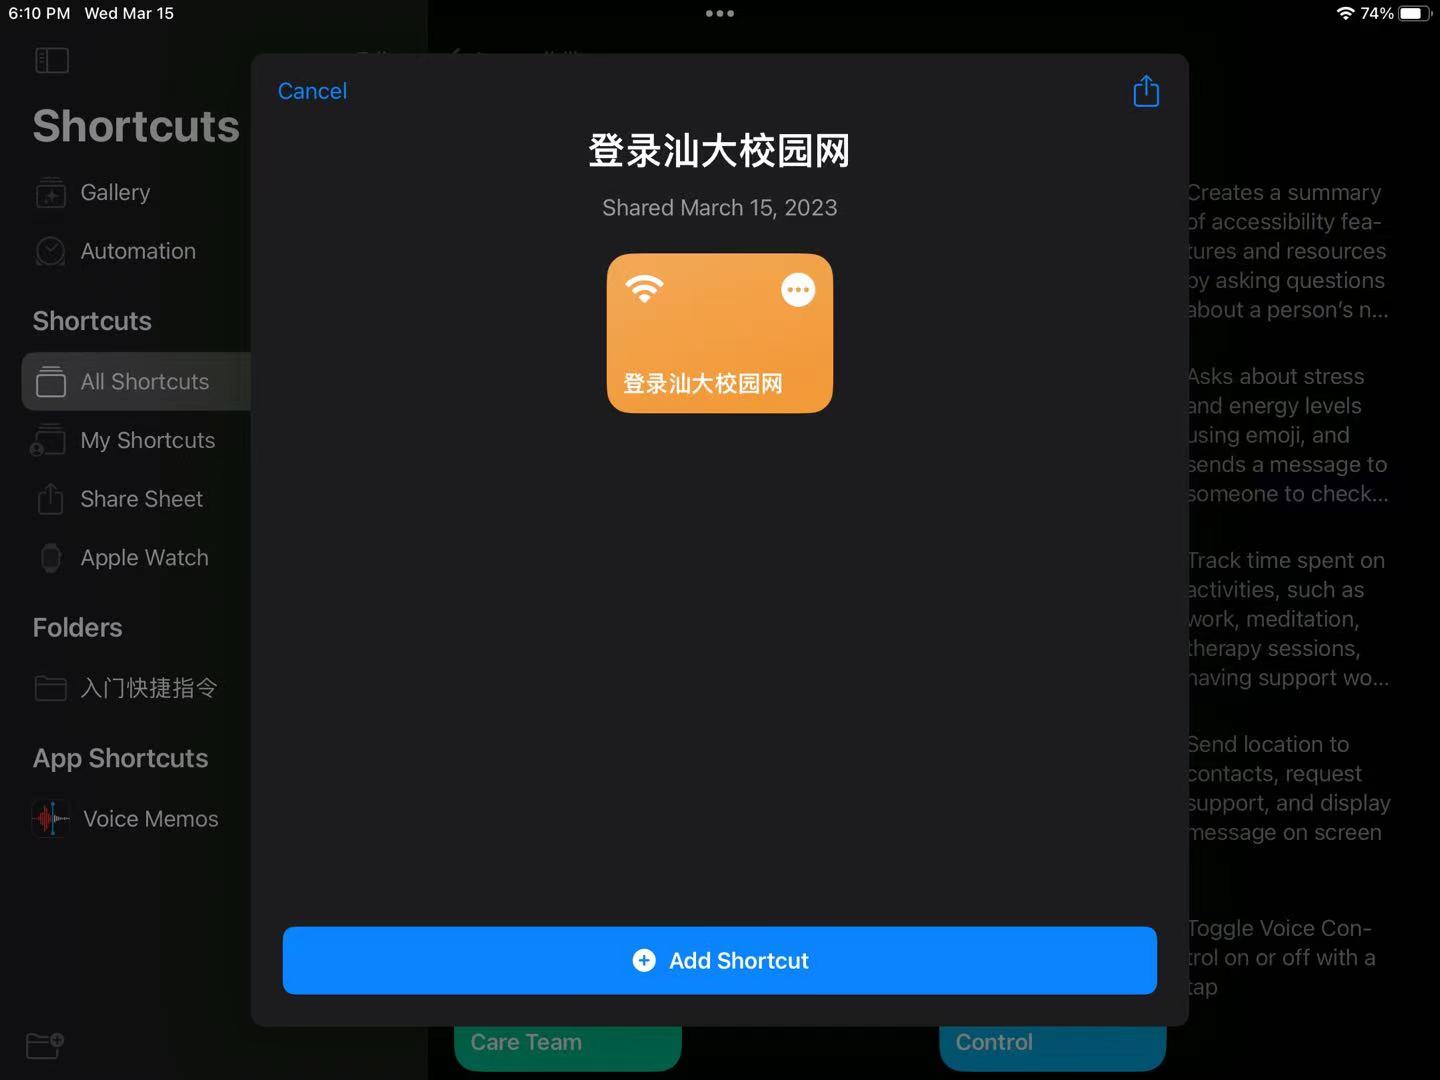 6:10 PM Wed Mar 15
74%
Shortcuts
Gallery
Automation
Shortcuts
All Shortcuts
My Shortcuts
Share Sheet
Apple Watch
Folders
入门快捷指令
App Shortcuts
Voice Memos
Cancel
登录汕大校园网
Shared March 15, 2023
登录汕大校园网
Add Shortcut
Creates a summary
of accessibility fea-
tures and resources
by asking questions
about a person's n...
Asks about stress
and energy levels
using emoji, and
sends a message to
someone to check...
Track time spent on
activities, such as
work, meditation,
therapy sessions,
having support wo...
Send location to
contacts, request
support, and display
message on screen
Toggle Voice Con-
trol on or off with a
tap
Care Team
Control